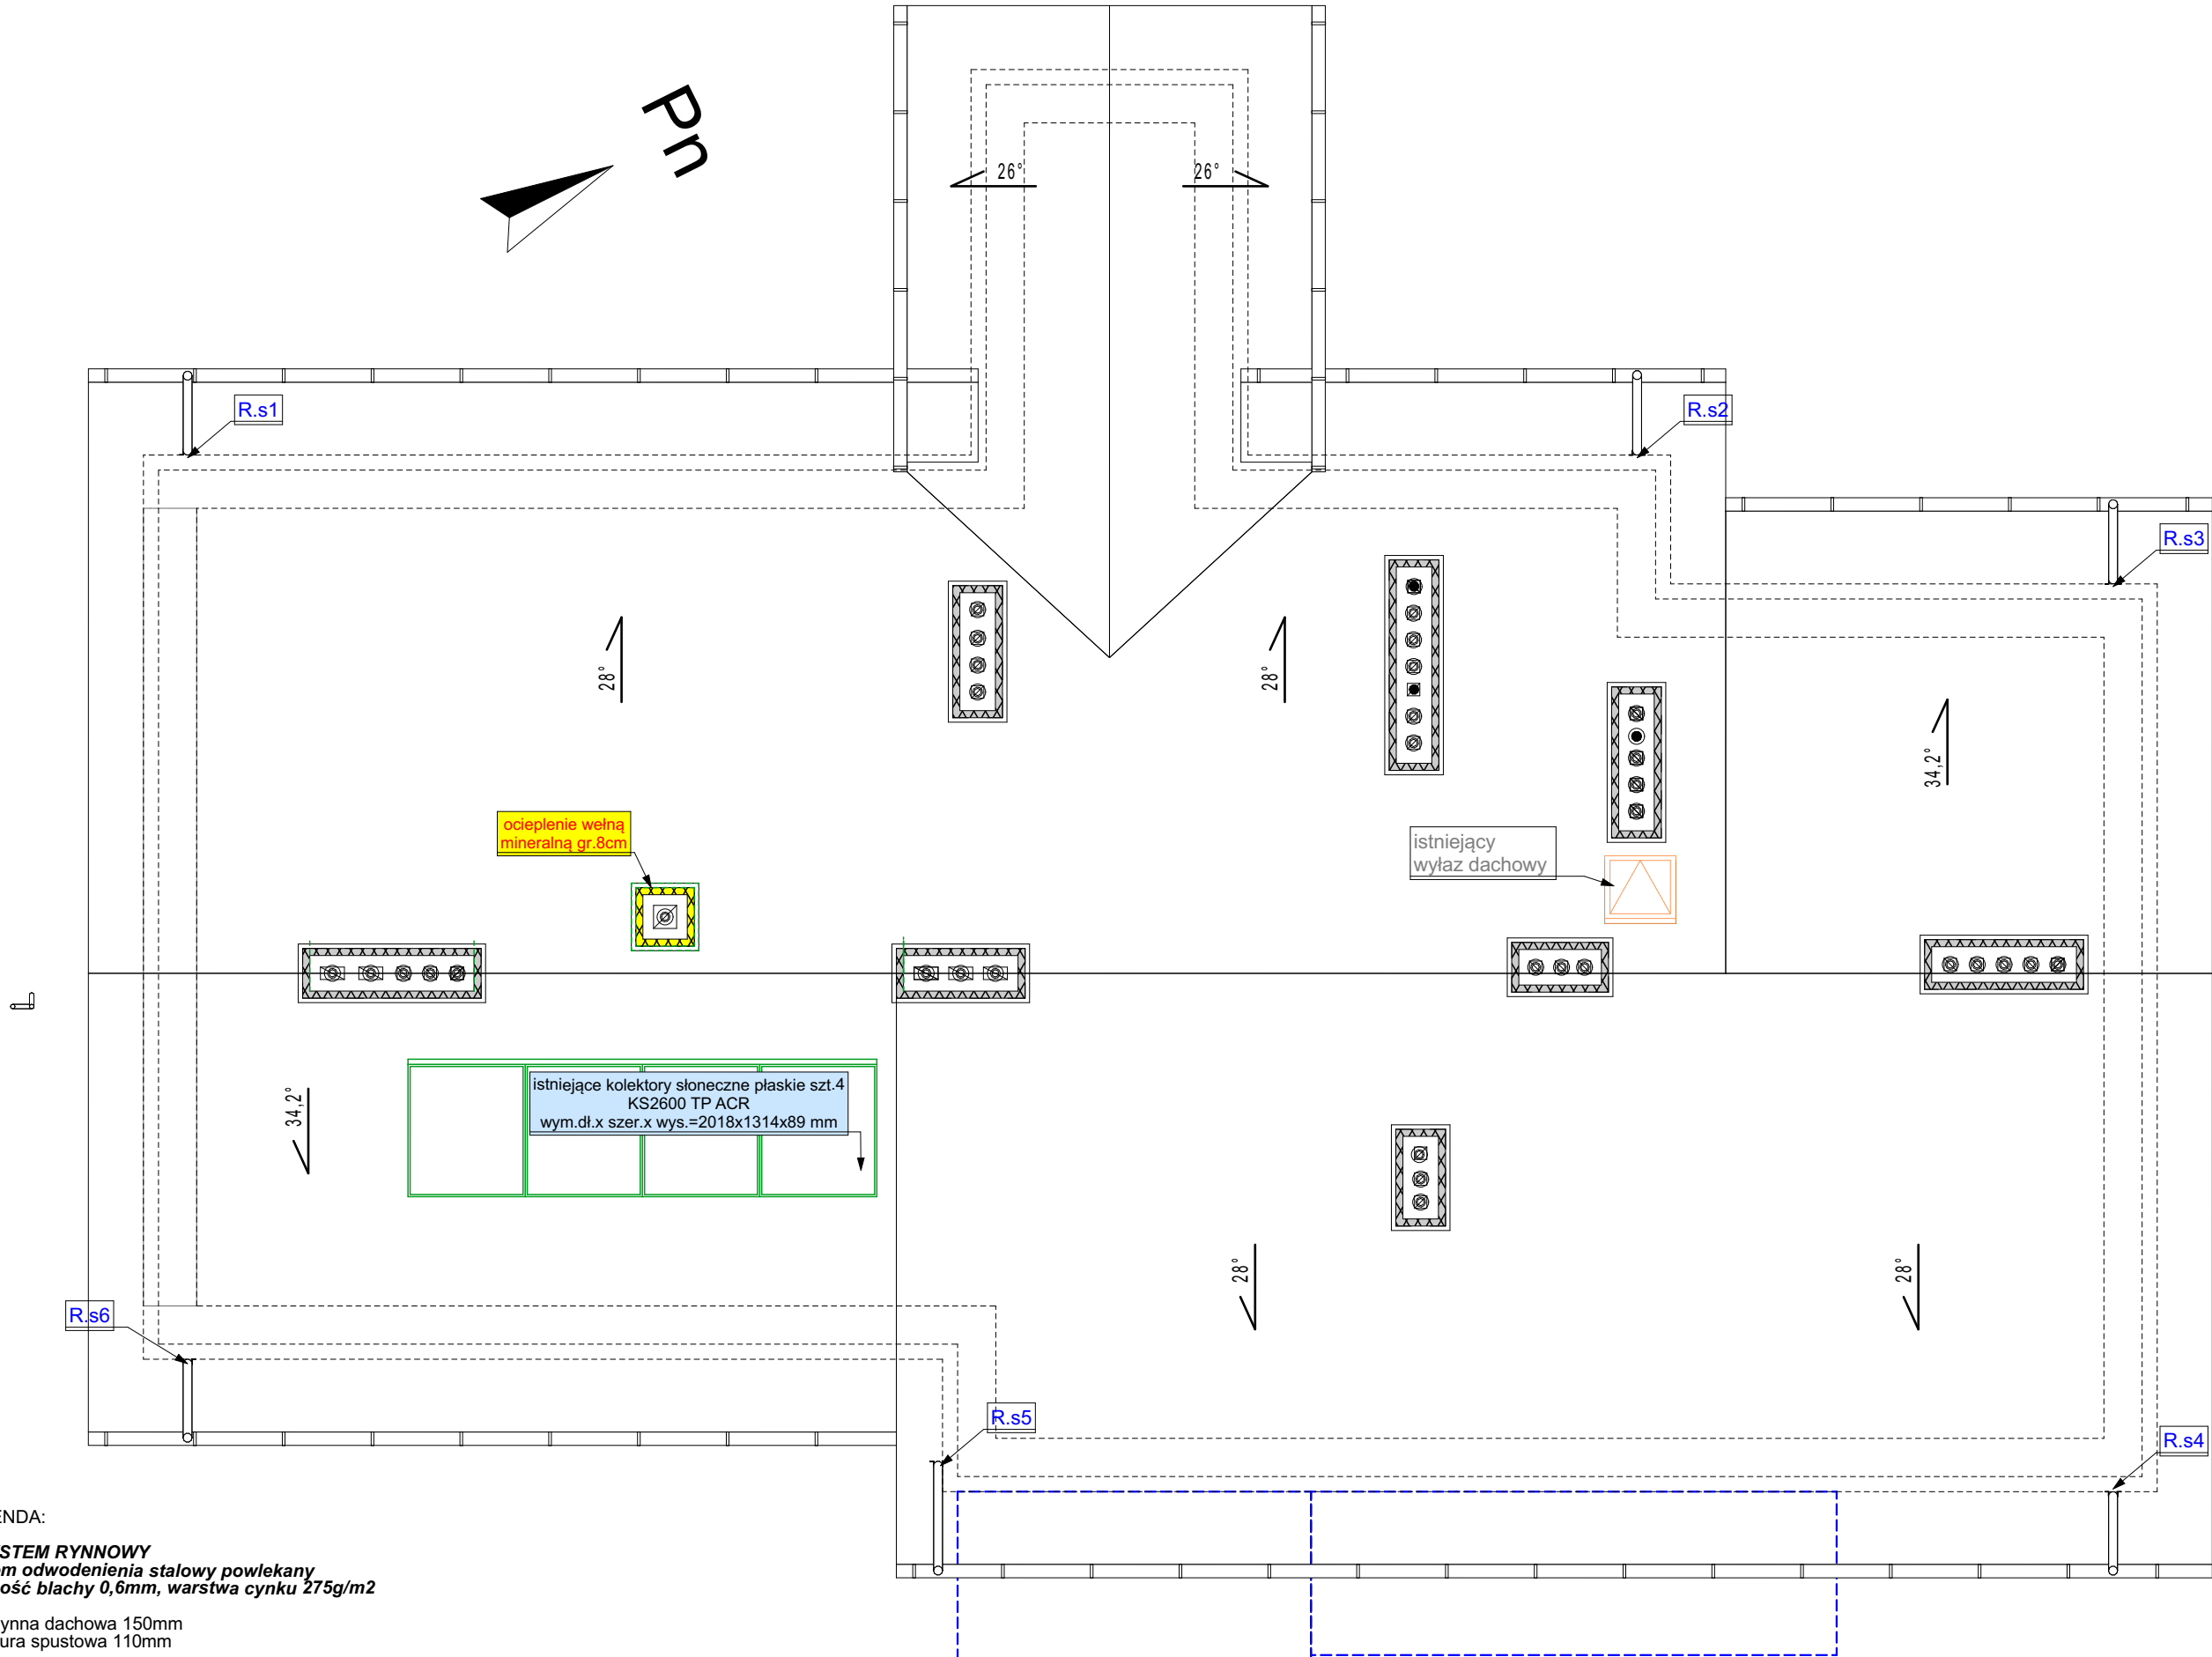 Pn
26°
26°
R.s1
R.s2
R.s3
28°
28°
34,2°
ocieplenie wełną
mineralną gr.8cm
istniejący
wyłaz dachowy
istniejące kolektory słoneczne płaskie szt.4
KS2600 TP ACR
wym.dł.x szer.x wys.=2018x1314x89 mm
34,2°
28°
28°
R.s6
R.s5
R.s4
ENDA:
STEM RYNNOWY
m odwodenienia stalowy powlekany
ość blachy 0,6mm, warstwa cynku 275g/m2
ynna dachowa 150mm
ura spustowa 110mm